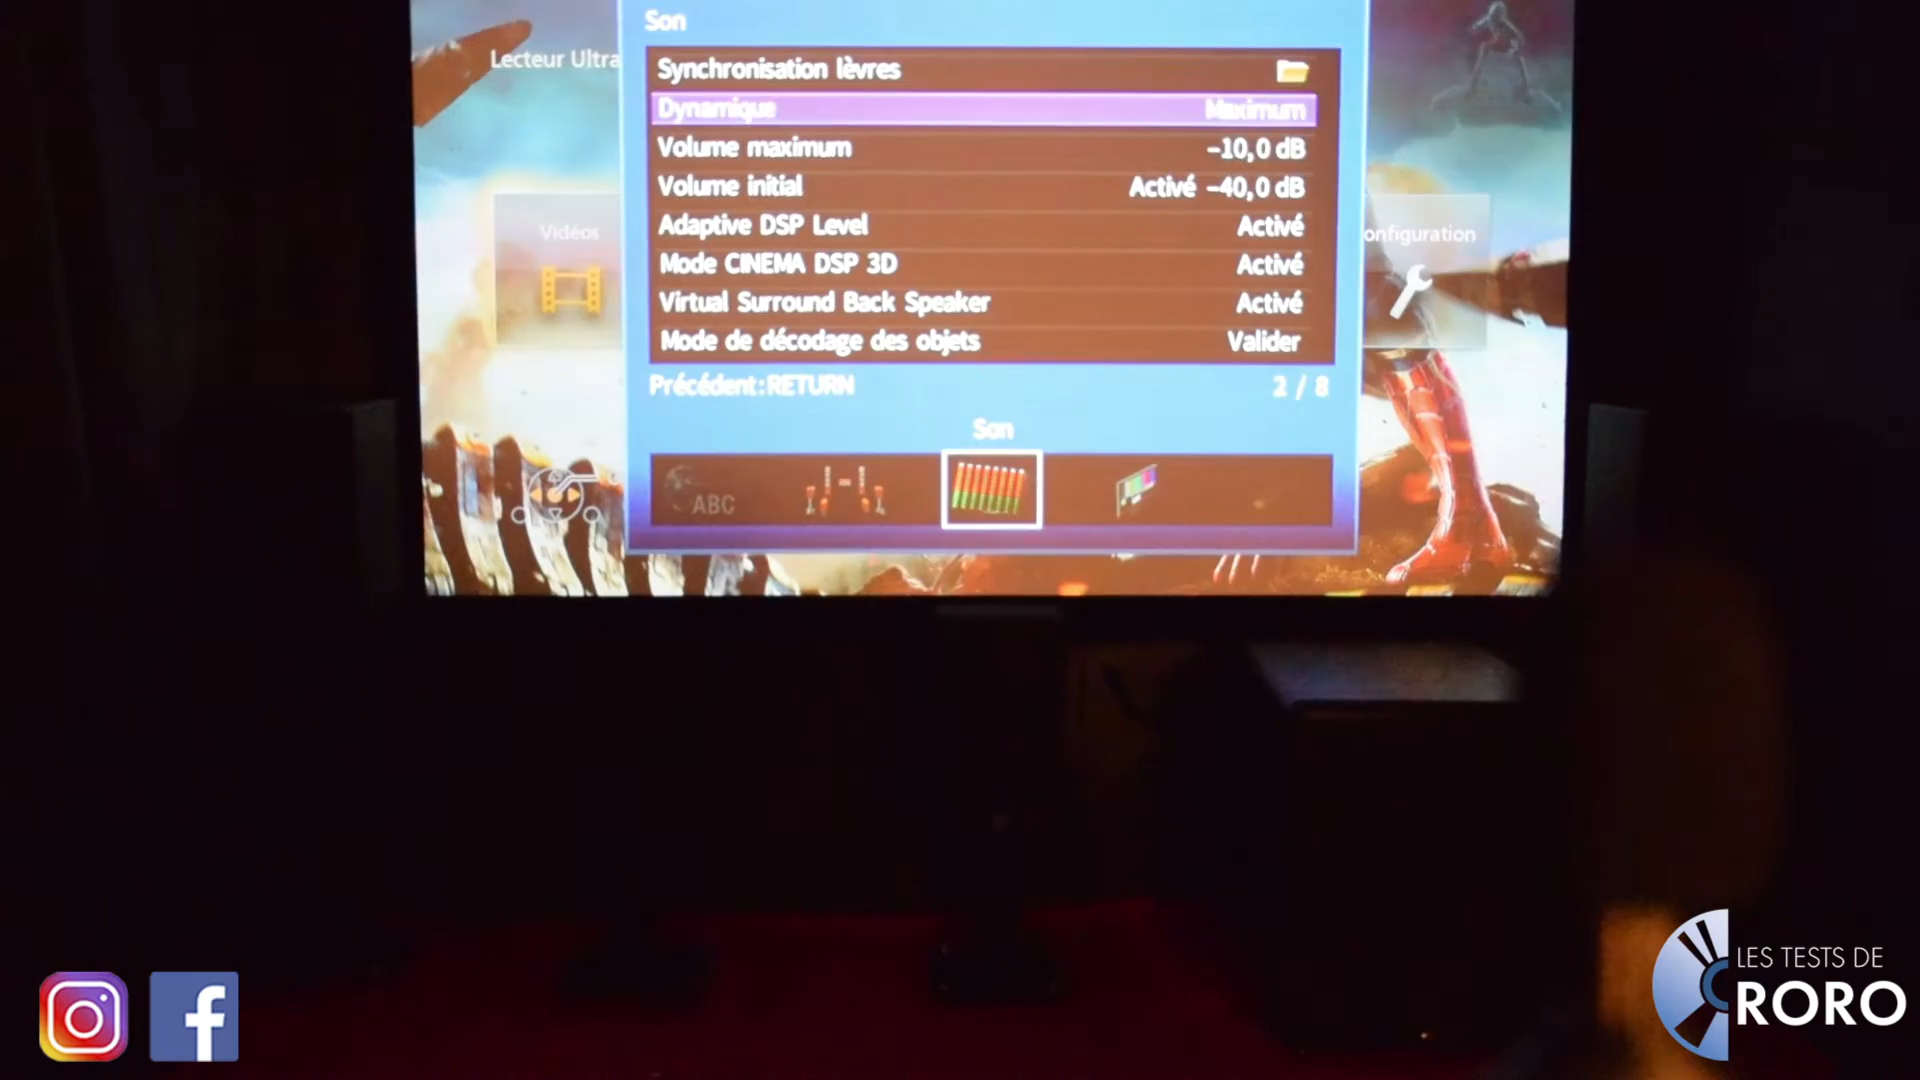 Son
Lecteur Ultra
Synchronisation lèvres
Dynamique Maximum
Volume maximum -10,0 dB
Volume initial Activé -40,0 dB
Adaptive DSP Level Activé
Mode CINEMA DSP 3D Activé
Virtual Surround Back Speaker Activé
Mode de décodage des objets Valider
Vidéos
onfiguration
Précédent:RETURN 2 / 8
Son
ABC
LES TESTS DE
RORO